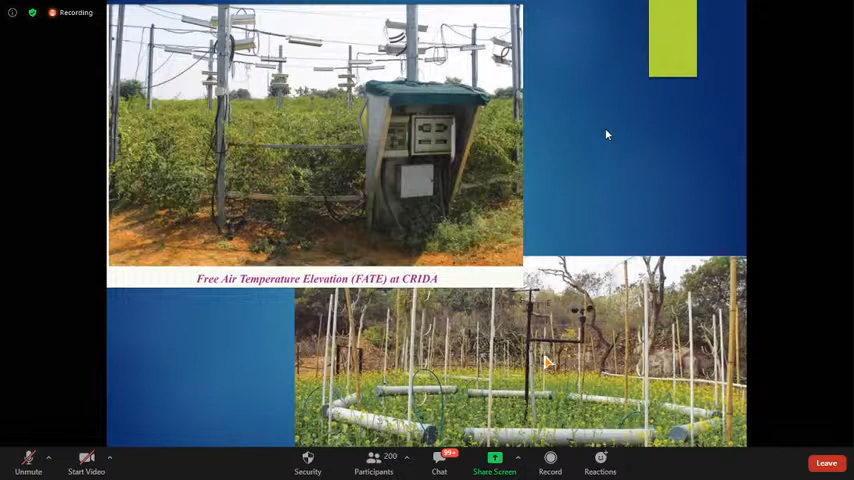 Recording
Free Air Temperature Elevation (FATE) at CRIDA
Unmute
Start Video
Security
Participants
200
Chat
99+
Share Screen
Record
Reactions
Leave